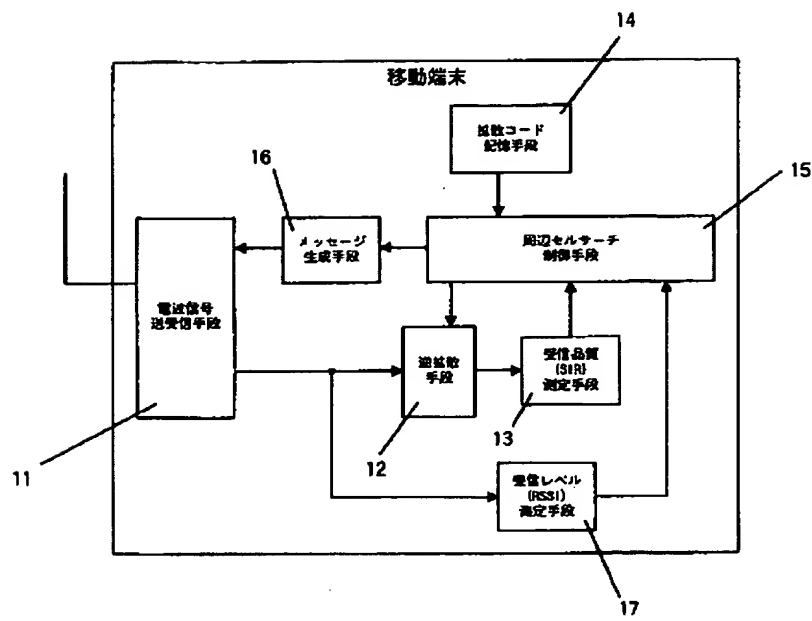 14
移動端末
拡散コード
記憶手段
15
16
メッセージ
生成手段
周辺セルサーチ
制御手段
電波信号
送受信手段
逆拡散
手段
受信品質
(SIR)
測定手段
13
12
11
受信レベル
(RSSI)
測定手段
17